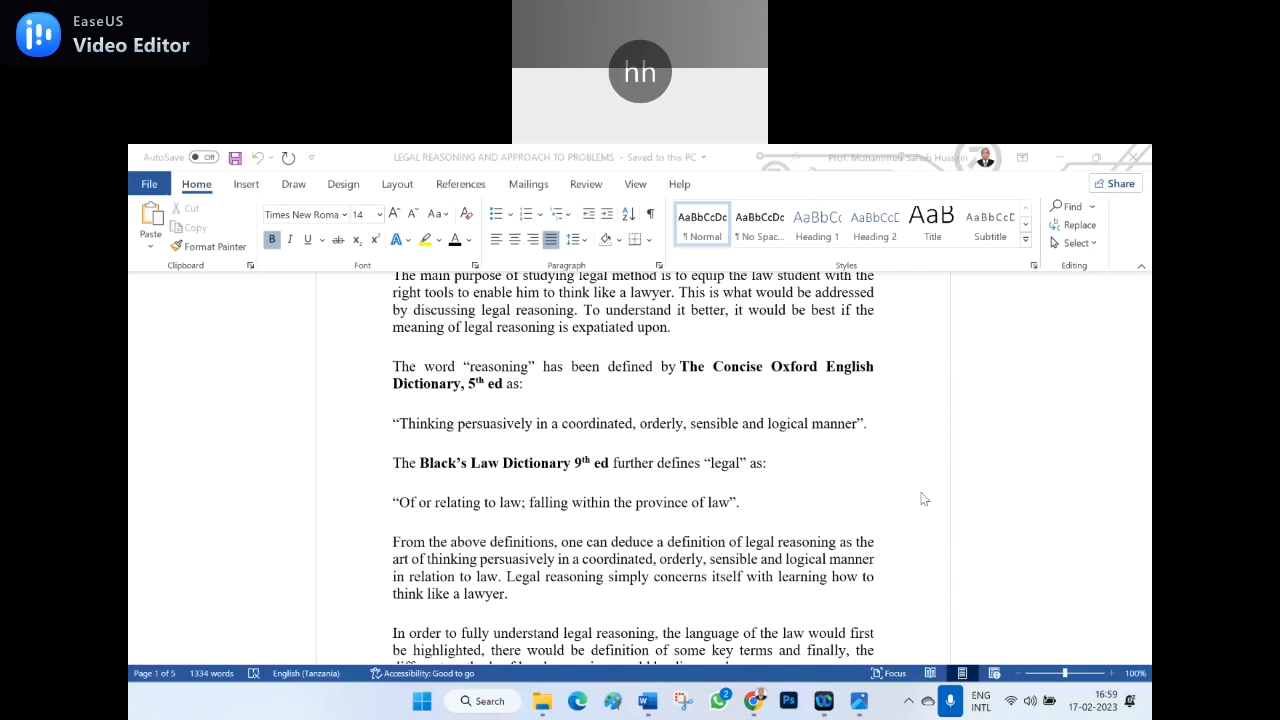 EaseUS
Video Editor
hh
AutoSave Off LEGAL REASONING AND APPROACH TO PROBLEMS - Saved to this PC Prof. Mohammad Saheb Hussain
File Home Insert Draw Design Layout References Mailings Review View Help Share
Paste Cut Copy Format Painter
Clipboard
Times New Roma 14
Font
Paragraph
AaBbCcDc AaBbCcDc AaBbC( AaBbCcD AaB AaBbCcD
¶ Normal ¶ No Spac... Heading 1 Heading 2 Title Subtitle
Styles
Find
Replace
Select
Editing
The main purpose of studying legal method is to equip the law student with the
right tools to enable him to think like a lawyer. This is what would be addressed
by discussing legal reasoning. To understand it better, it would be best if the
meaning of legal reasoning is expatiated upon.
The word “reasoning” has been defined by The Concise Oxford English
Dictionary, 5th ed as:
“Thinking persuasively in a coordinated, orderly, sensible and logical manner”.
The Black’s Law Dictionary 9th ed further defines “legal” as:
“Of or relating to law; falling within the province of law”.
From the above definitions, one can deduce a definition of legal reasoning as the
art of thinking persuasively in a coordinated, orderly, sensible and logical manner
in relation to law. Legal reasoning simply concerns itself with learning how to
think like a lawyer.
In order to fully understand legal reasoning, the language of the law would first
be highlighted, there would be definition of some key terms and finally, the
Page 1 of 5 1334 words English (Tanzania) Accessibility: Good to go Focus 100%
Search 2 Ps ENG INTL 16:59 17-02-2023